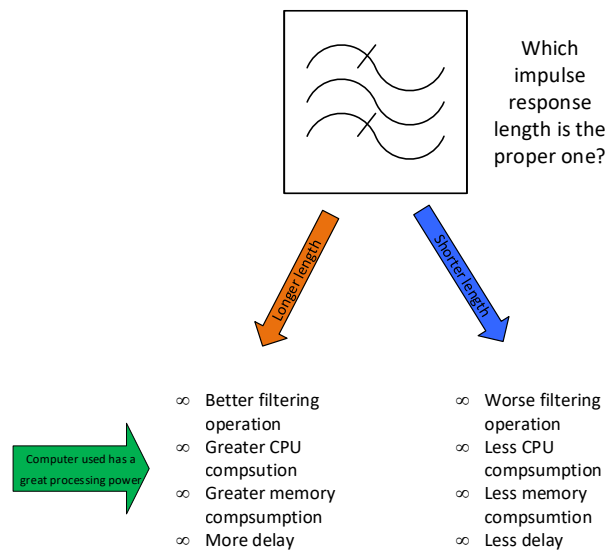 Which
impulse
response
length is the
proper one?
Longer length
Shorter length
Computer used has a
great processing power
∞ Better filtering
operation
∞ Greater CPU
compsution
∞ Greater memory
compsumption
∞ More delay
∞ Worse filtering
operation
∞ Less CPU
compsumption
∞ Less memory
compsumtion
∞ Less delay